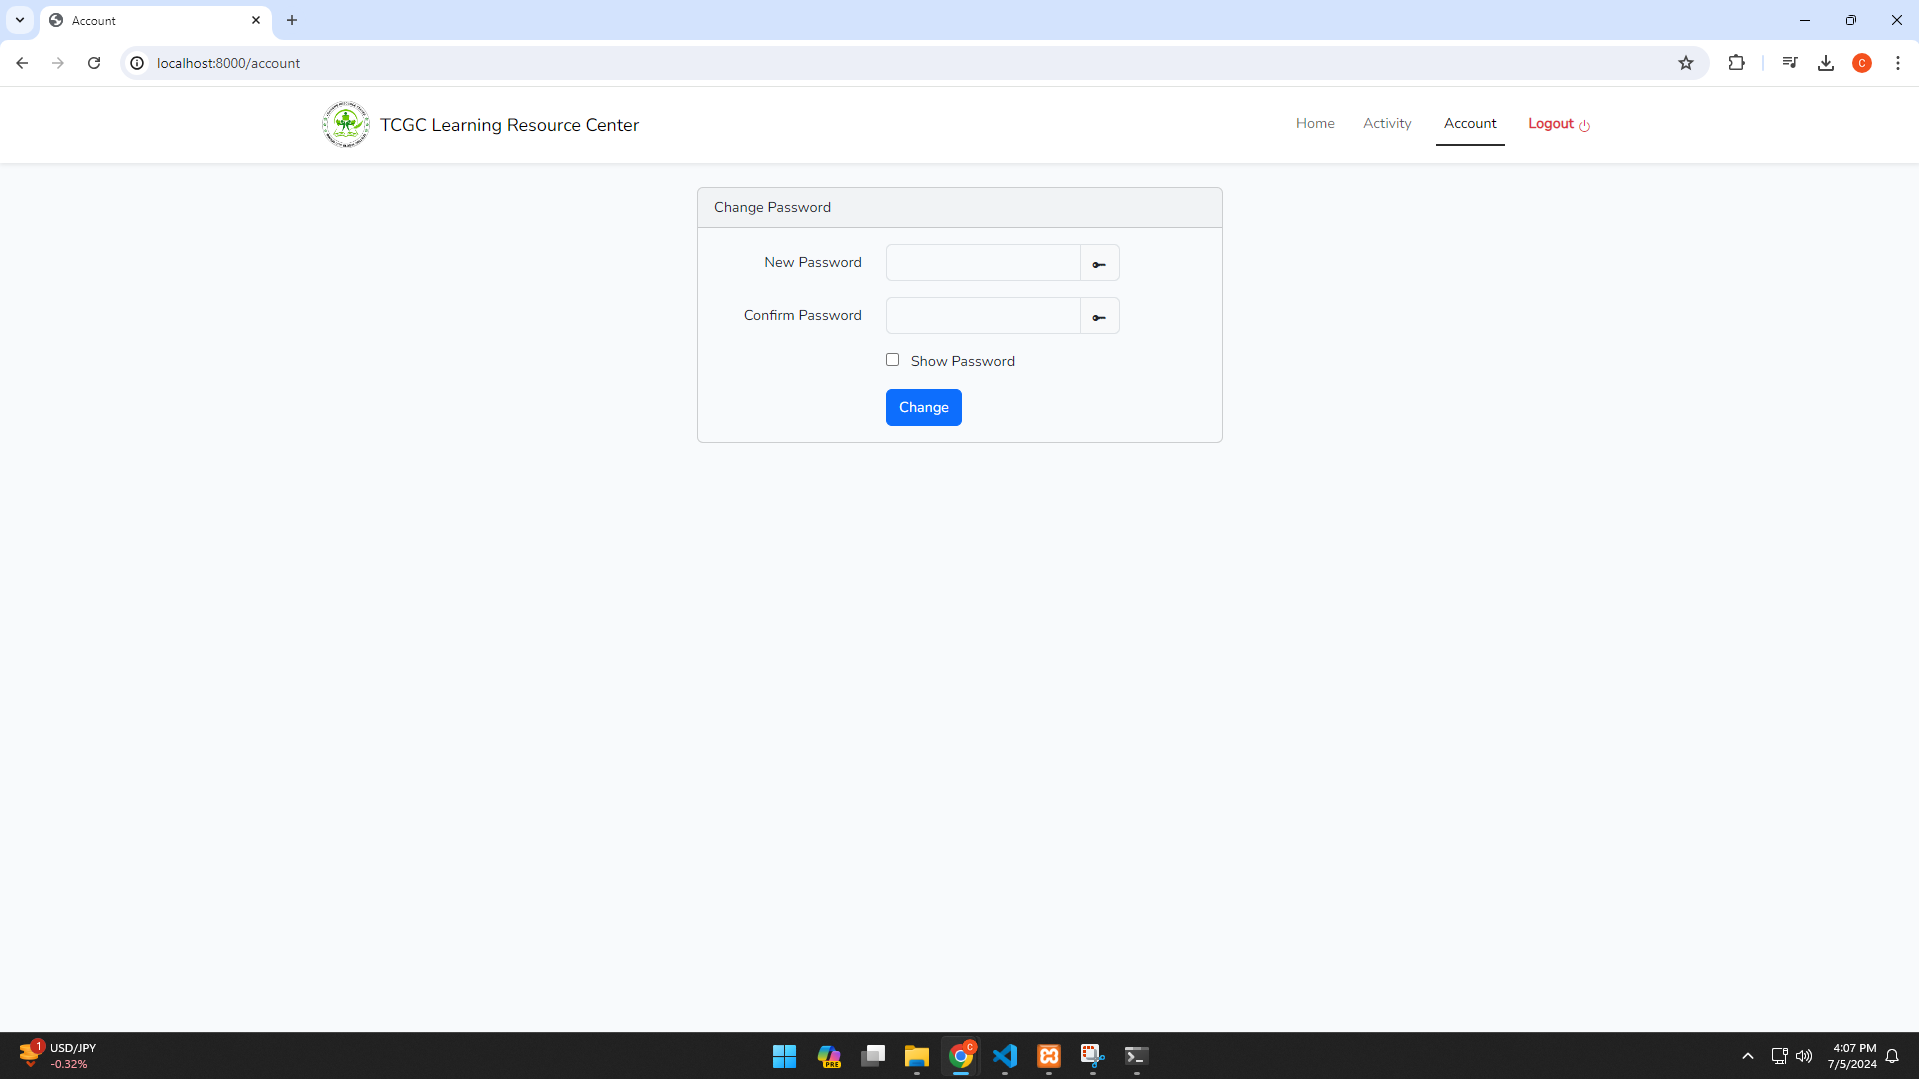 Account
localhost:8000/account
C
TCGC Learning Resource Center
Home
Activity
Account
Logout
Change Password
New Password
Confirm Password
Show Password
Change
1
USD/JPY
-0.32%
PRE
C
4:07 PM
7/5/2024